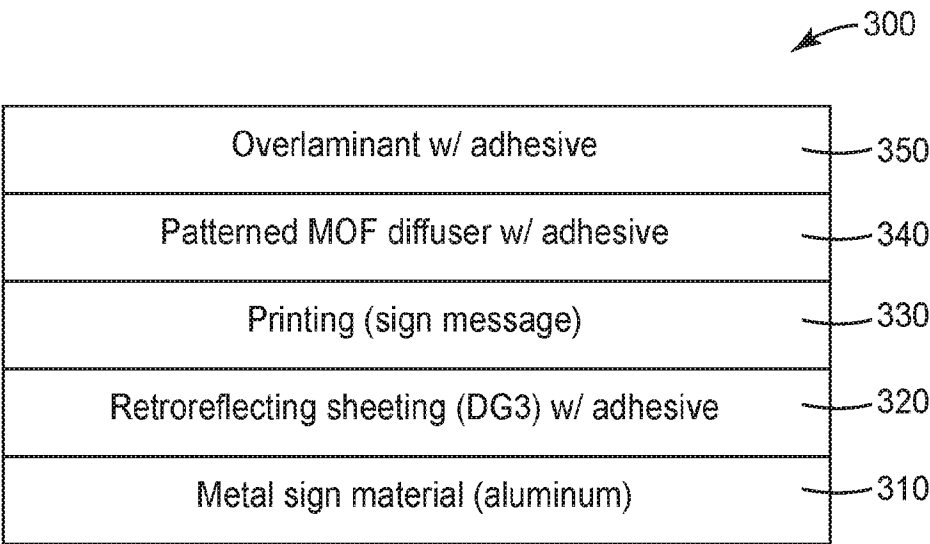 300
Overlaminant w/ adhesive 350
Patterned MOF diffuser w/ adhesive 340
Printing (sign message) 330
Retroreflecting sheeting (DG3) w/ adhesive 320
Metal sign material (aluminum) 310